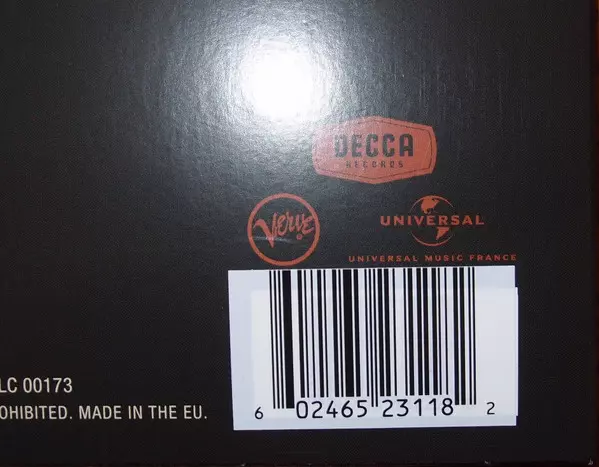 DECCA
RECORDS
Verve
UNIVERSAL
UNIVERSAL MUSIC FRANCE
LC 00173
OHIBITED. MADE IN THE EU.
6 02465 23118 2